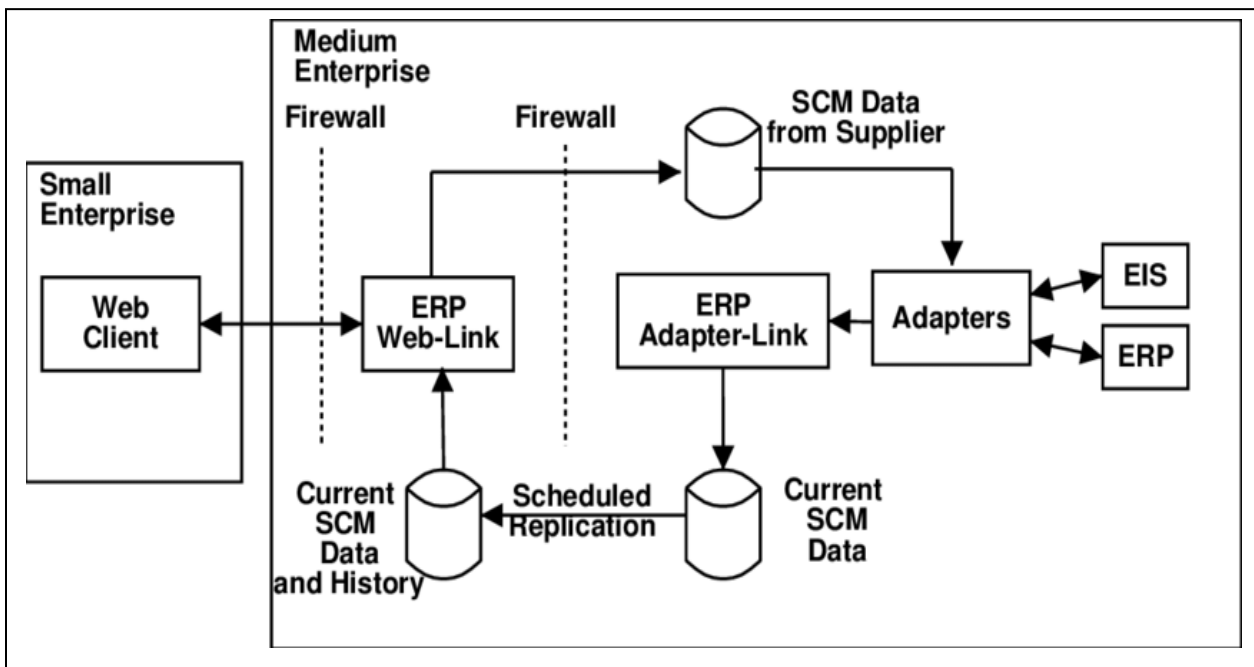 Medium
Enterprise
Firewall
Firewall
SCM Data
from Supplier
Small
Enterprise
Web
Client
ERP
Web-Link
ERP
Adapter-Link
Adapters
EIS
ERP
Current
SCM
Data
and History
Scheduled
Replication
Current
SCM
Data